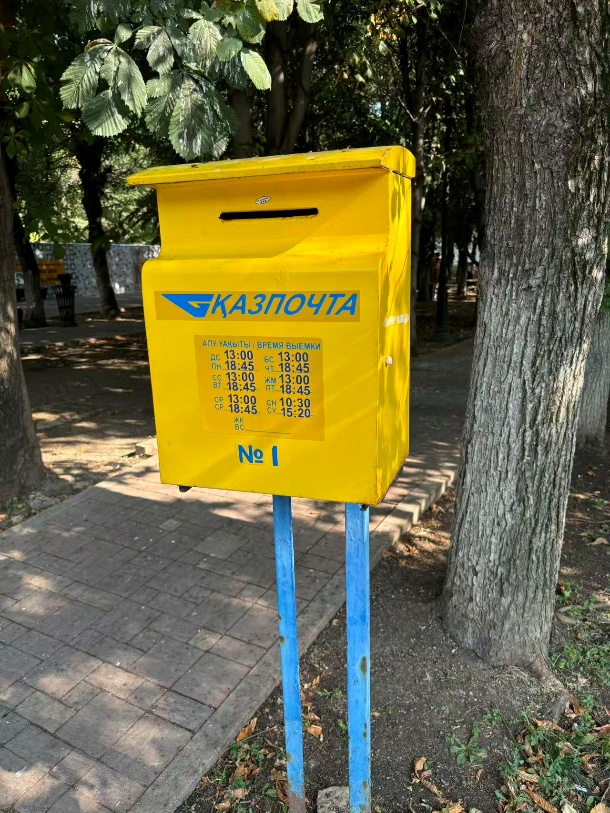 ҚАЗПОЧТА
АЛУ УАҚЫТЫ / ВРЕМЯ ВЫЕМКИ
ДС 13:00 БС 13:00
ПН 18:45 ЧТ 18:45
СС 13:00 ЖМ 13:00
ВТ 18:45 ПТ 18:45
СР 13:00 СН 10:30
СР 18:45 СУ 15:20
ЖК
ВС
№ 1